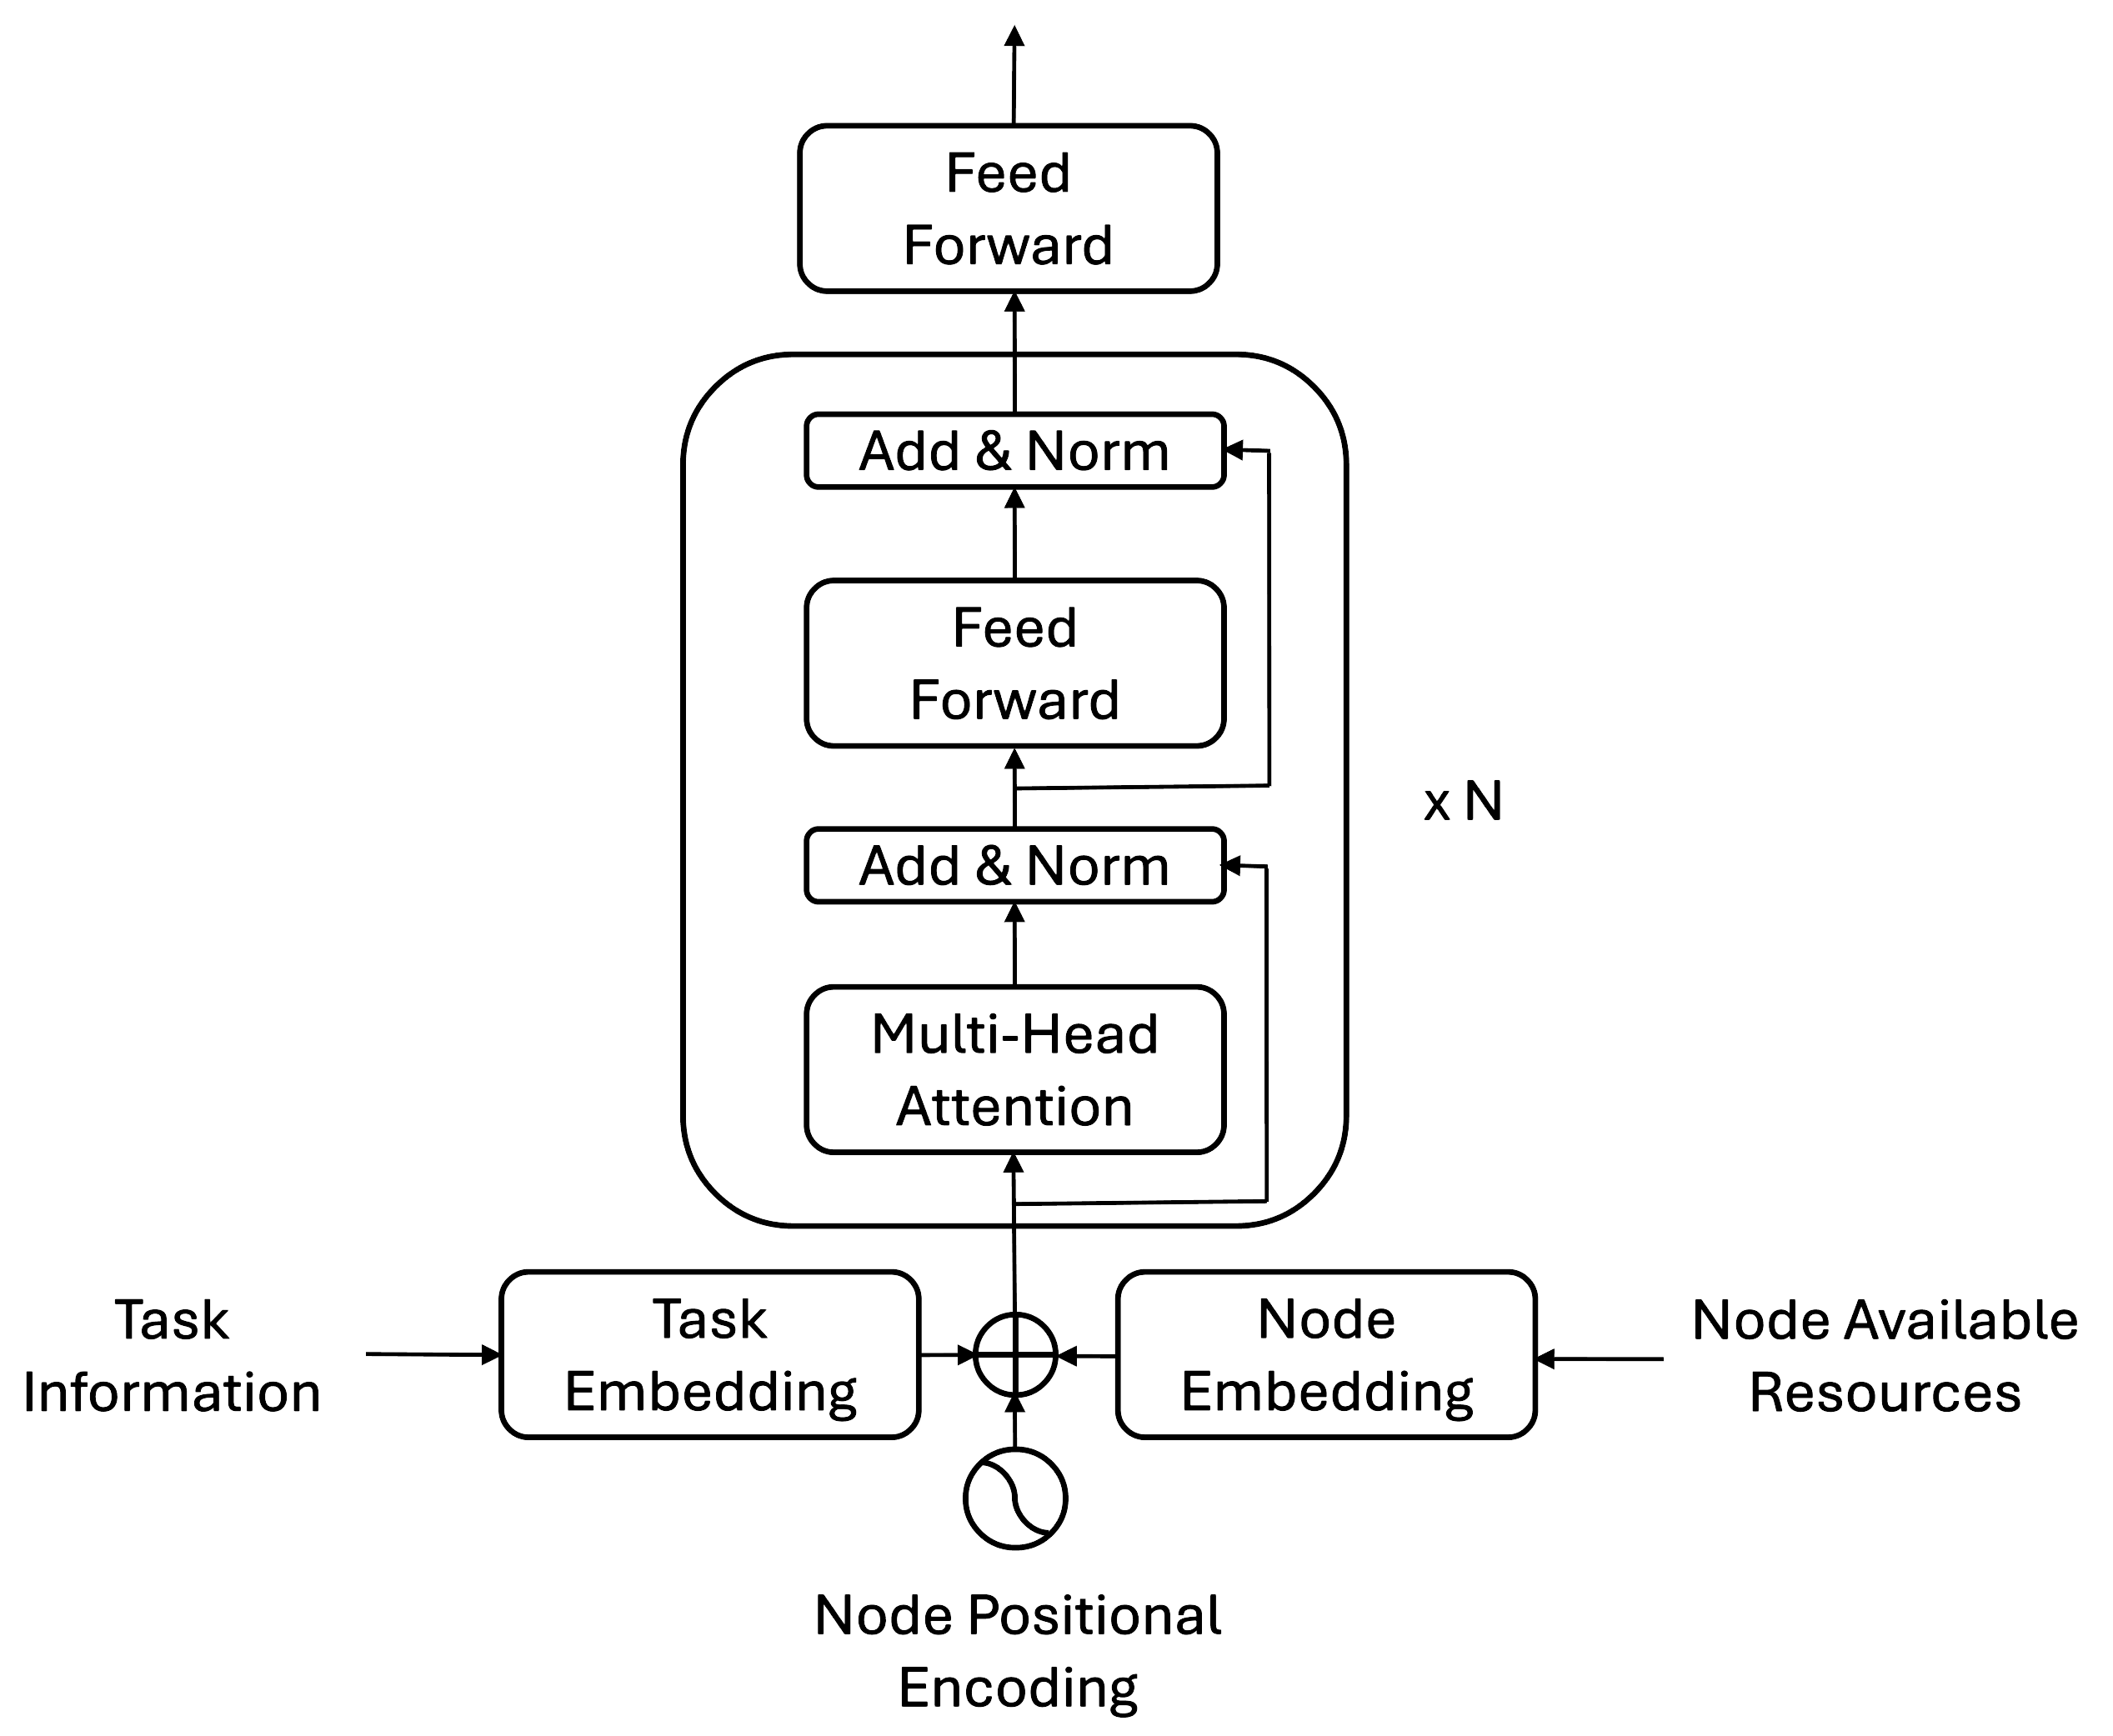 Feed
Forward
Add & Norm
Feed
Forward
x N
Add & Norm
Multi-Head
Attention
Task
Information
Task
Embedding
Node
Embedding
Node Available
Resources
Node Positional
Encoding